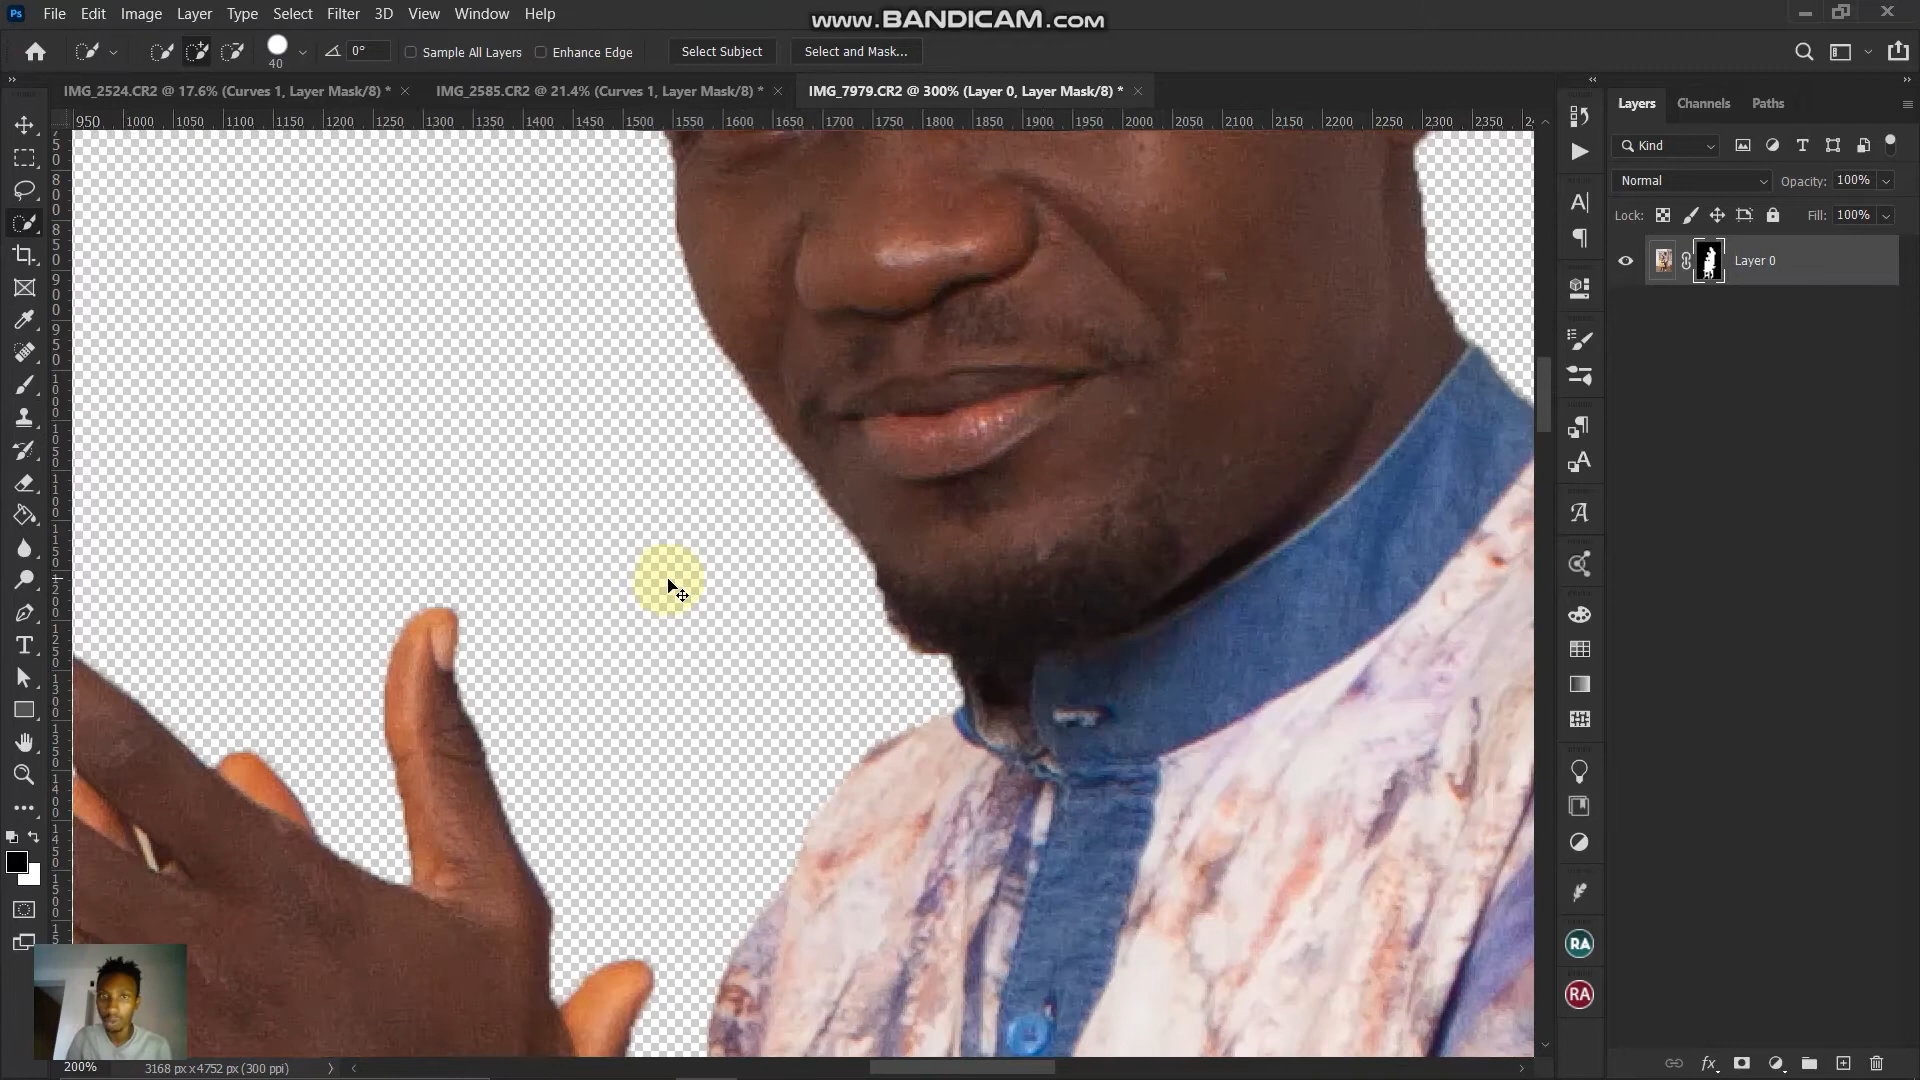 Ps File Edit Image Layer Type Select Filter 3D View Window Help
www.BANDICAM.com
40
0°
Sample All Layers
Enhance Edge
Select Subject
Select and Mask...
IMG_2524.CR2 @ 17.6% (Curves 1, Layer Mask/8) *
IMG_2585.CR2 @ 21.4% (Curves 1, Layer Mask/8) *
IMG_7979.CR2 @ 300% (Layer 0, Layer Mask/8) *
950 1000 1050 1100 1150 1200 1250 1300 1350 1400 1450 1500 1550 1600 1650 1700 1750 1800 1850 1900 1950 2000 2050 2100 2150 2200 2250 2300 2350
Layers
Channels
Paths
Kind
Normal
Opacity: 100%
Lock:
Fill: 100%
Layer 0
RA
RA
200%
3168 px x 4752 px (300 ppi)